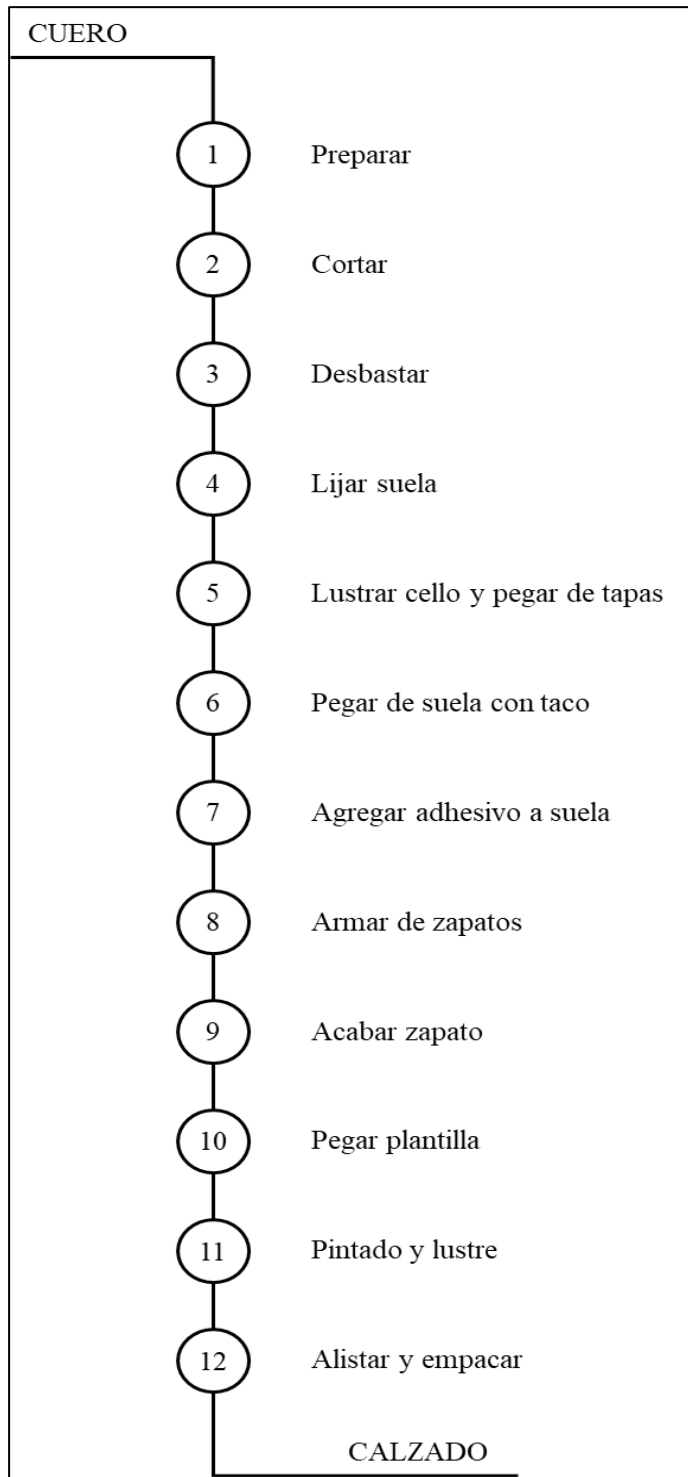 CUERO
1 Preparar
2 Cortar
3 Desbastar
4 Lijar suela
5 Lustrar cello y pegar de tapas
6 Pegar de suela con taco
7 Agregar adhesivo a suela
8 Armar de zapatos
9 Acabar zapato
10 Pegar plantilla
11 Pintado y lustre
12 Alistar y empacar
CALZADO